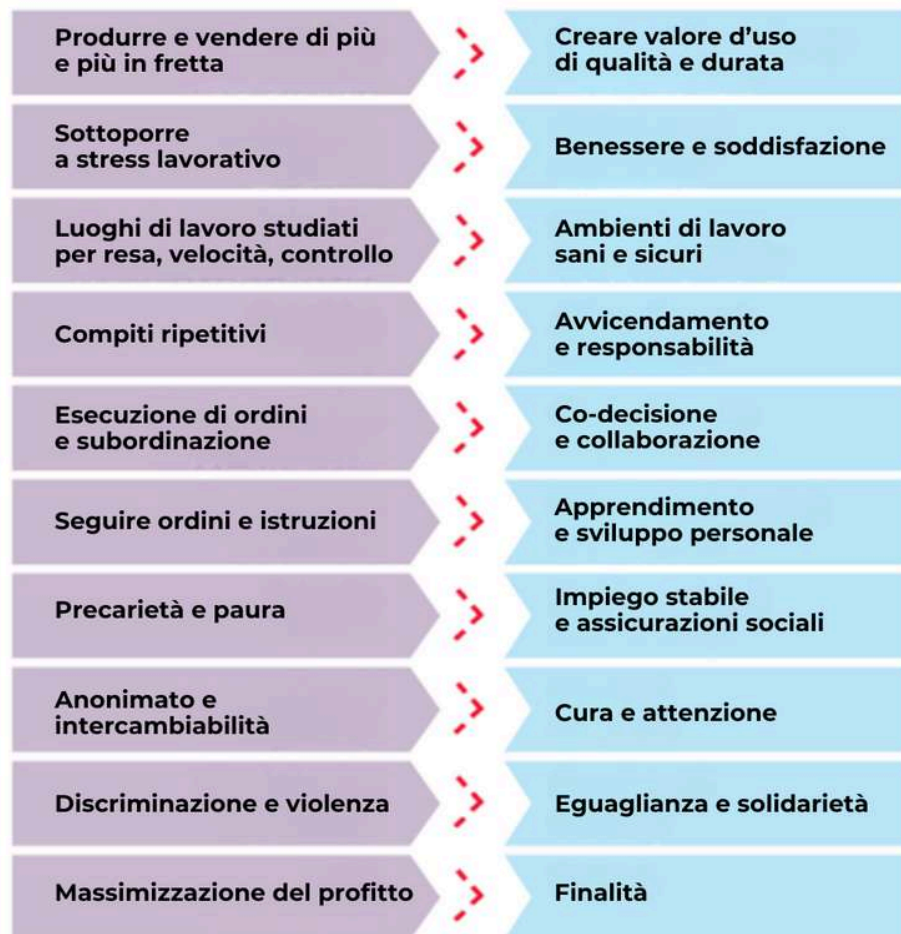 Produrre e vendere di più
e più in fretta
Creare valore d’uso
di qualità e durata
Sottoporre
a stress lavorativo
Benessere e soddisfazione
Luoghi di lavoro studiati
per resa, velocità, controllo
Ambienti di lavoro
sani e sicuri
Compiti ripetitivi
Avvicendamento
e responsabilità
Esecuzione di ordini
e subordinazione
Co-decisione
e collaborazione
Seguire ordini e istruzioni
Apprendimento
e sviluppo personale
Precarietà e paura
Impiego stabile
e assicurazioni sociali
Anonimato e
intercambiabilità
Cura e attenzione
Discriminazione e violenza
Eguaglianza e solidarietà
Massimizzazione del profitto
Finalità